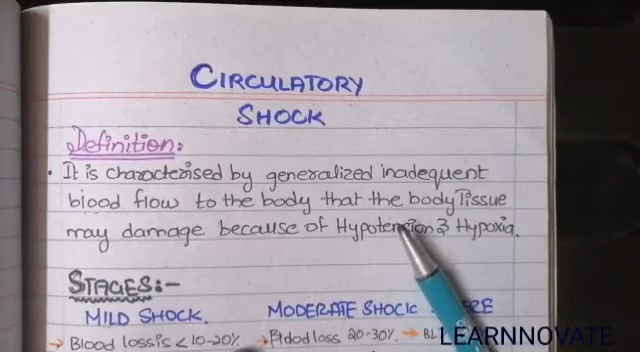 CIRCULATORY
SHOCK
Definition:
• It is characterised by generalized inadequent
blood flow to the body that the body Tissue
may damage because of Hypotension & Hypoxia.
STAGES:-
MILD SHOCK. MODERATE SHOCK
→ Blood loss is < 10-20% → Blood loss 20-30% →
LEARNNOVATE